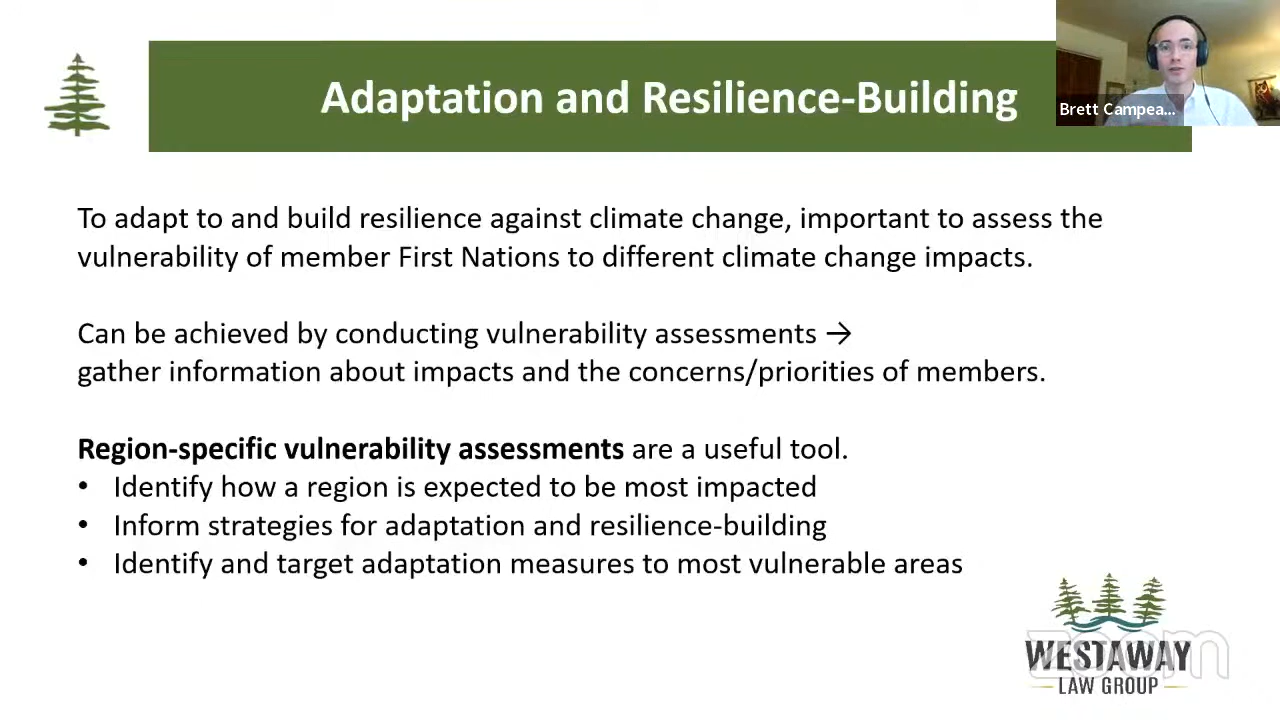 Adaptation and Resilience-Building
Brett Campea...
To adapt to and build resilience against climate change, important to assess the
vulnerability of member First Nations to different climate change impacts.
Can be achieved by conducting vulnerability assessments →
gather information about impacts and the concerns/priorities of members.
Region-specific vulnerability assessments are a useful tool.
• Identify how a region is expected to be most impacted
• Inform strategies for adaptation and resilience-building
• Identify and target adaptation measures to most vulnerable areas
zoom
WESTAWAY
LAW GROUP